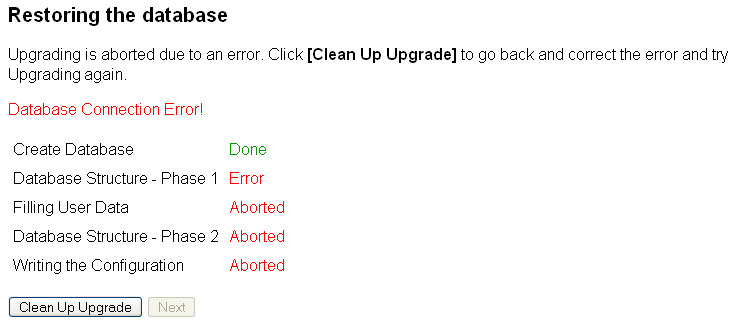 Restoring the database
Upgrading is aborted due to an error. Click [Clean Up Upgrade] to go back and correct the error and try
Upgrading again.
Database Connection Error!
Create Database Done
Database Structure - Phase 1 Error
Filling User Data Aborted
Database Structure - Phase 2 Aborted
Writing the Configuration Aborted
Clean Up Upgrade Next